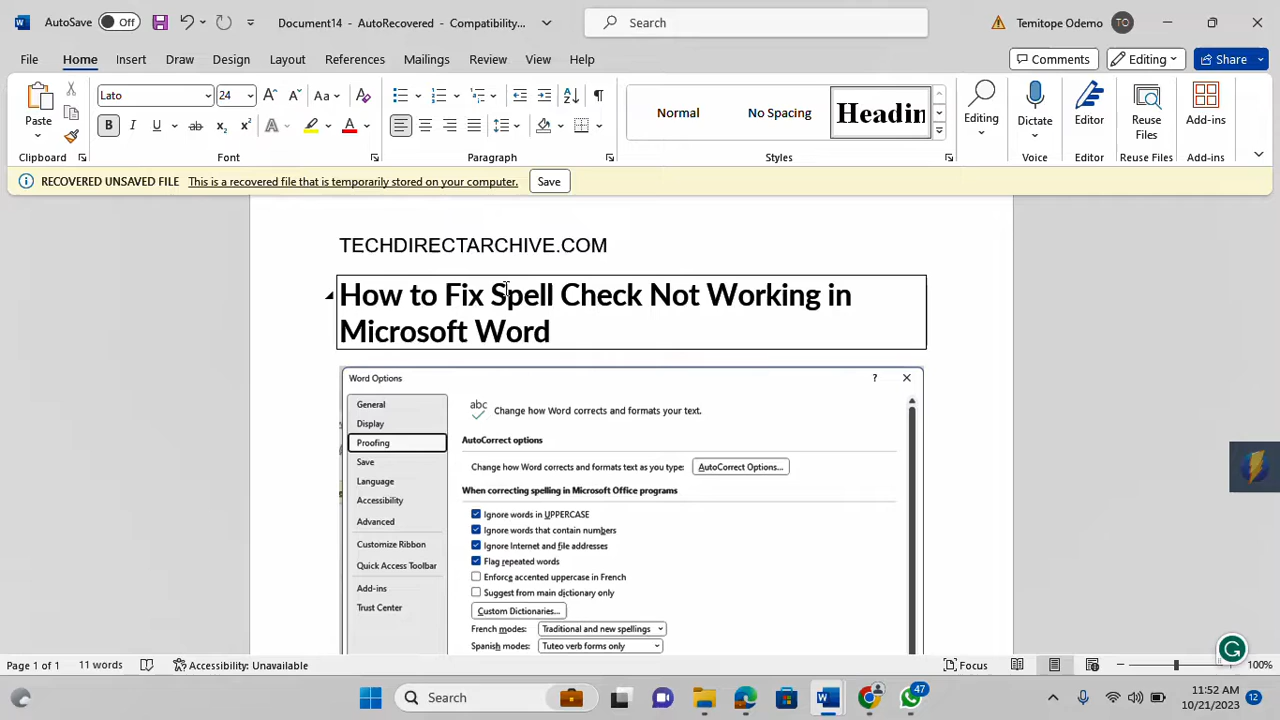 AutoSave Off Document14 - AutoRecovered - Compatibility... Search Temitope Odemo TO
File Home Insert Draw Design Layout References Mailings Review View Help Comments Editing Share
Paste
Clipboard
Lato 24 A A Aa A
B I U ab x₂ x² A A
Font
Paragraph
Normal No Spacing Headin
Styles
Editing
Dictate
Voice
Editor
Editor
Reuse
Files
Reuse Files
Add-ins
Add-ins
RECOVERED UNSAVED FILE This is a recovered file that is temporarily stored on your computer. Save
TECHDIRECTARCHIVE.COM
How to Fix Spell Check Not Working in
Microsoft Word
Word Options ?
General
Display
Proofing
Save
Language
Accessibility
Advanced
Customize Ribbon
Quick Access Toolbar
Add-ins
Trust Center
abc Change how Word corrects and formats your text.
AutoCorrect options
Change how Word corrects and formats text as you type: AutoCorrect Options...
When correcting spelling in Microsoft Office programs
Ignore words in UPPERCASE
Ignore words that contain numbers
Ignore Internet and file addresses
Flag repeated words
Enforce accented uppercase in French
Suggest from main dictionary only
Custom Dictionaries...
French modes: Traditional and new spellings
Spanish modes: Tuteo verb forms only
Page 1 of 1 11 words Accessibility: Unavailable Focus 100%
Search 47 11:52 AM
10/21/2023 12